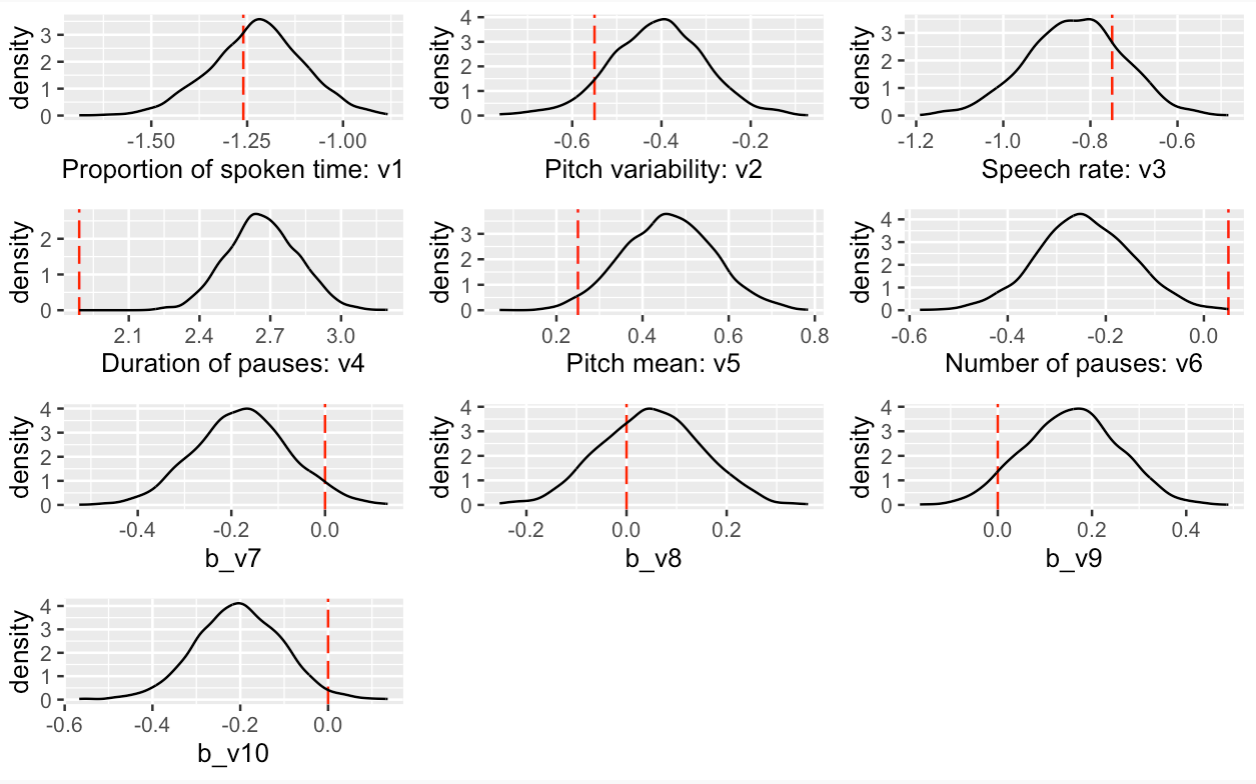 density
3
2
1
0
-1.50 -1.25 -1.00
Proportion of spoken time: v1
density
4
3
2
1
0
-0.6 -0.4 -0.2
Pitch variability: v2
density
3
2
1
0
-1.2 -1.0 -0.8 -0.6
Speech rate: v3
density
2
1
0
2.1 2.4 2.7 3.0
Duration of pauses: v4
density
3
2
1
0
0.2 0.4 0.6 0.8
Pitch mean: v5
density
4
3
2
1
0
-0.6 -0.4 -0.2 0.0
Number of pauses: v6
density
4
3
2
1
0
-0.4 -0.2 0.0
b_v7
density
4
3
2
1
0
-0.2 0.0 0.2
b_v8
density
4
3
2
1
0
0.0 0.2 0.4
b_v9
density
4
3
2
1
0
-0.6 -0.4 -0.2 0.0
b_v10